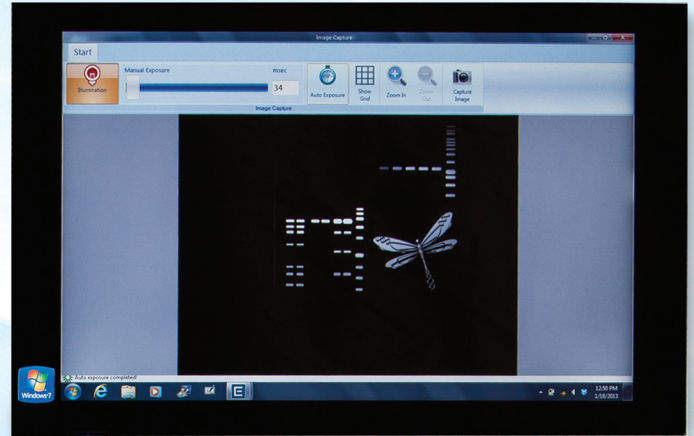 Image Capture
Start
Manual Exposure
msec
34
Illumination
Auto Exposure
Show
Grid
Zoom In
Zoom
Out
Capture
Image
Image Capture
Auto exposure completed!
Windows 7
E
12:50 PM
1/18/2013